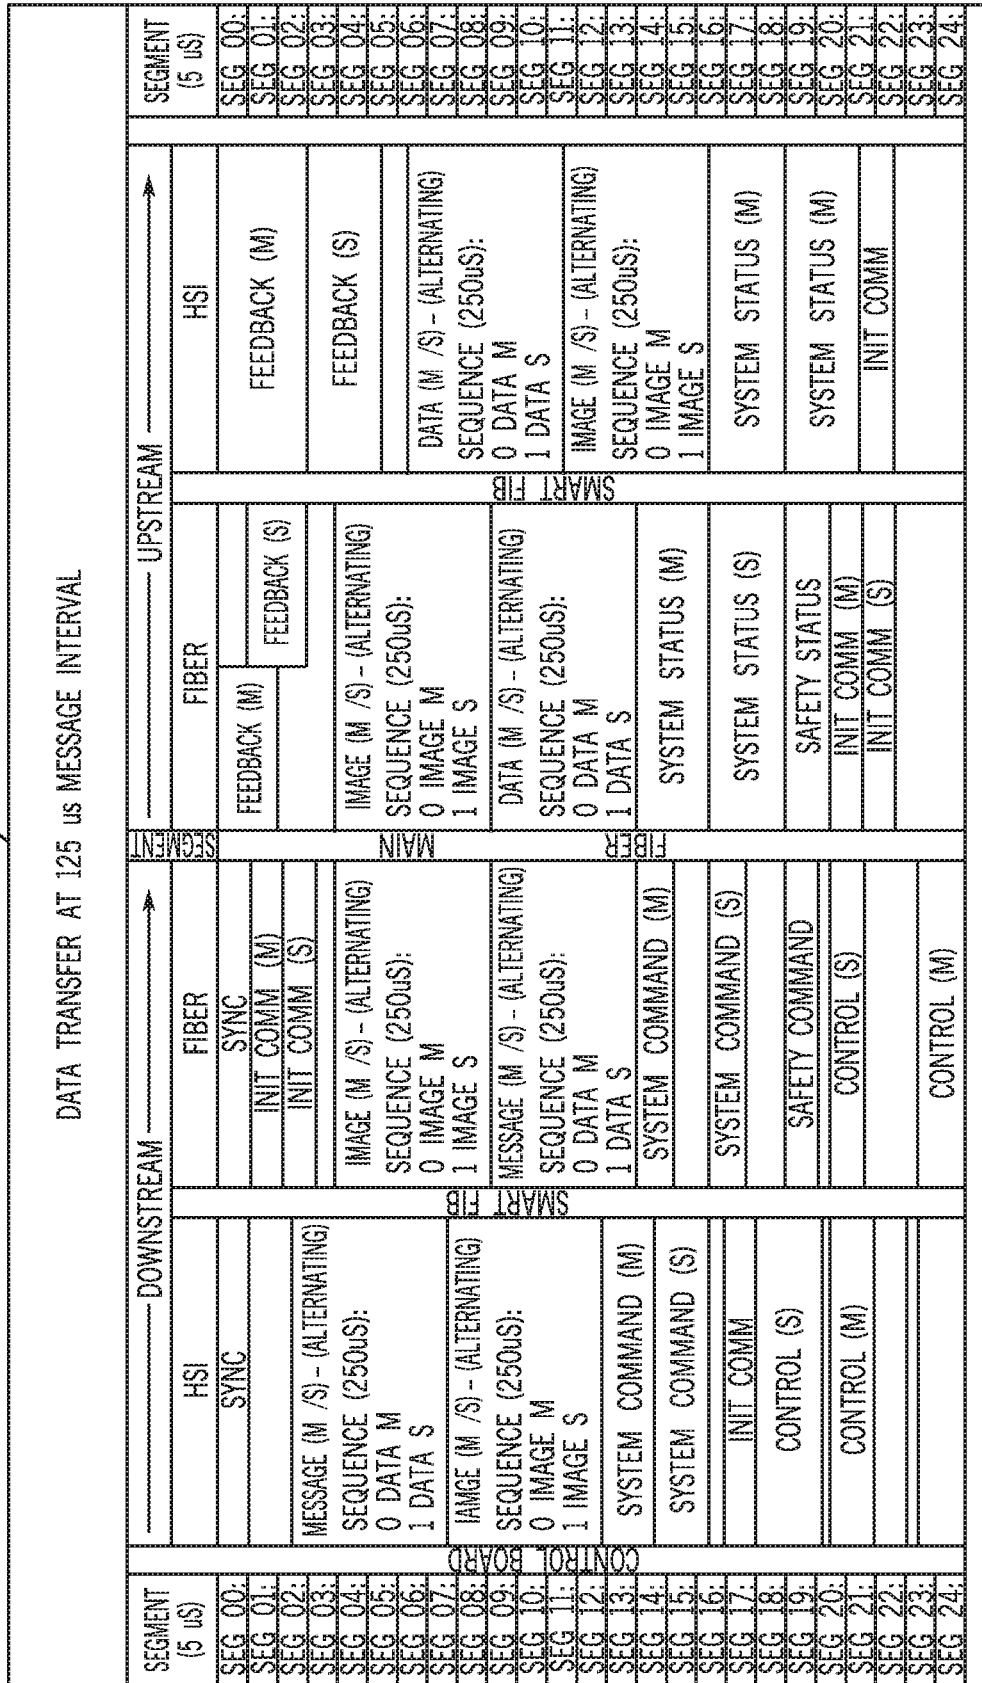 DATA TRANSFER AT 125 us MESSAGE INTERVAL
SEGMENT
(5 uS)
DOWNSTREAM
SEGMENT
UPSTREAM
SEGMENT
(5 uS)
HSI
FIBER
FIBER
HSI
SEG 00:
SEG 01:
SEG 02:
SEG 03:
SEG 04:
SEG 05:
SEG 06:
SEG 07:
SEG 08:
SEG 09:
SEG 10:
SEG 11:
SEG 12:
SEG 13:
SEG 14:
SEG 15:
SEG 16:
SEG 17:
SEG 18:
SEG 19:
SEG 20:
SEG 21:
SEG 22:
SEG 23:
SEG 24:
CONTROL BOARD
SYNC
MESSAGE (M /S) - (ALTERNATING)
SEQUENCE (250uS):
0 DATA M
1 DATA S
IAMGE (M /S) - (ALTERNATING)
SEQUENCE (250uS):
0 IMAGE M
1 IMAGE S
SYSTEM COMMAND (M)
SYSTEM COMMAND (S)
INIT COMM
CONTROL (S)
CONTROL (M)
SMART FIB
SYNC
INIT COMM (M)
INIT COMM (S)
IMAGE (M /S) - (ALTERNATING)
SEQUENCE (250uS):
0 IMAGE M
1 IMAGE S
MESSAGE (M /S) - (ALTERNATING)
SEQUENCE (250uS):
0 DATA M
1 DATA S
SYSTEM COMMAND (M)
SYSTEM COMMAND (S)
SAFETY COMMAND
CONTROL (S)
CONTROL (M)
MAIN
FIBER
FEEDBACK (M)
FEEDBACK (S)
IMAGE (M /S) - (ALTERNATING)
SEQUENCE (250uS):
0 IMAGE M
1 IMAGE S
DATA (M /S) - (ALTERNATING)
SEQUENCE (250uS):
0 DATA M
1 DATA S
SYSTEM STATUS (M)
SYSTEM STATUS (S)
SAFETY STATUS
INIT COMM (M)
INIT COMM (S)
SMART FIB
FEEDBACK (M)
FEEDBACK (S)
DATA (M /S) - (ALTERNATING)
SEQUENCE (250uS):
0 DATA M
1 DATA S
IMAGE (M /S) - (ALTERNATING)
SEQUENCE (250uS):
0 IMAGE M
1 IMAGE S
SYSTEM STATUS (M)
SYSTEM STATUS (M)
INIT COMM
SEG 00:
SEG 01:
SEG 02:
SEG 03:
SEG 04:
SEG 05:
SEG 06:
SEG 07:
SEG 08:
SEG 09:
SEG 10:
SEG 11:
SEG 12:
SEG 13:
SEG 14:
SEG 15:
SEG 16:
SEG 17:
SEG 18:
SEG 19:
SEG 20:
SEG 21:
SEG 22:
SEG 23:
SEG 24: